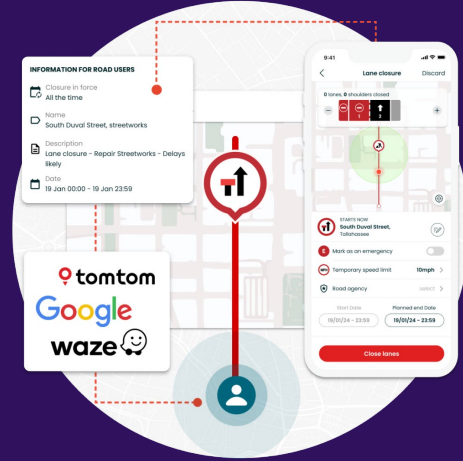 INFORMATION FOR ROAD USERS
Closure in force
All the time
Name
South Duval Street, streetworks
Description
Lane closure - Repair Streetworks - Delays
likely
Date
19 Jan 00:00 - 19 Jan 23:59
tomtom
Google
waze
9:41
Lane closure
Discard
0 lanes, 0 shoulders closed
1
2
STARTS NOW
South Duval Street,
Tallahassee
E
Mark as an emergency
Temporary speed limit
10mph
Road agency
select
Start Date
Planned end Date
19/01/24 - 23:59
19/01/24 - 23:59
Close lanes